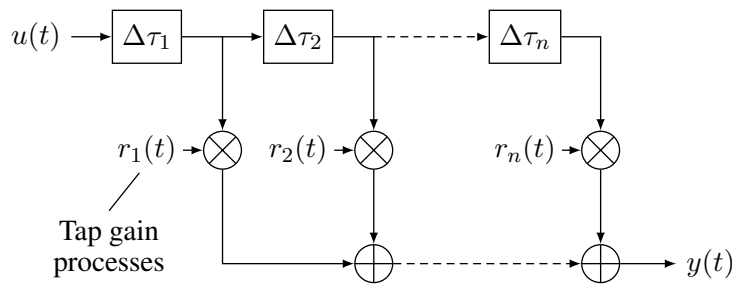 u(t)
Δτ₁
Δτ₂
Δτₙ
r₁(t)
r₂(t)
rₙ(t)
Tap gain
processes
y(t)